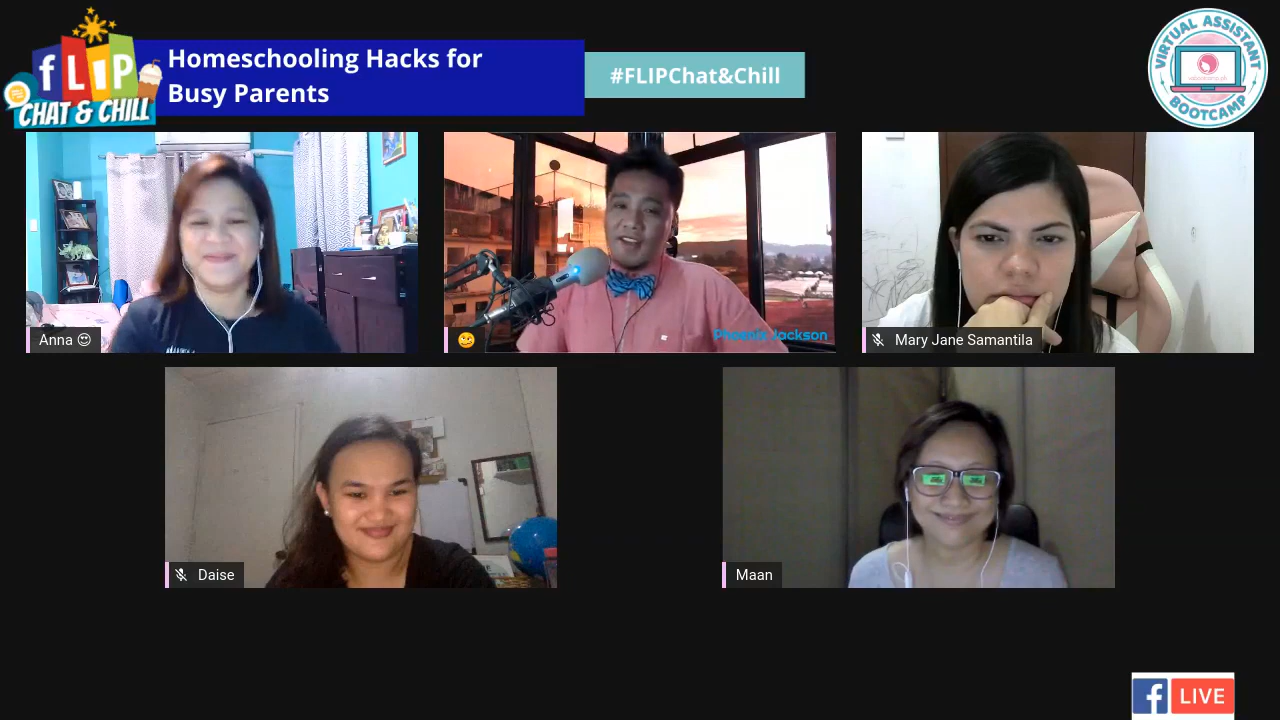 FLIP
CHAT & CHILL
Homeschooling Hacks for
Busy Parents
#FLIPChat&Chill
VIRTUAL ASSISTANT
BOOTCAMP
Anna 😍
🥴
Phoenix Jackson
Mary Jane Samantila
Daise
Maan
f LIVE